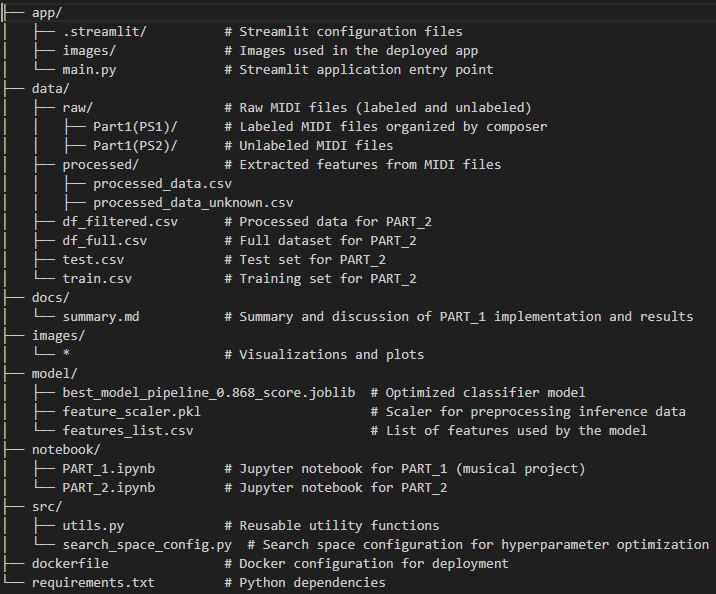 ├── app/
│   ├── .streamlit/          # Streamlit configuration files
│   ├── images/              # Images used in the deployed app
│   └── main.py              # Streamlit application entry point
├── data/
│   ├── raw/                 # Raw MIDI files (labeled and unlabeled)
│   │   ├── Part1(PS1)/      # Labeled MIDI files organized by composer
│   │   ├── Part1(PS2)/      # Unlabeled MIDI files
│   ├── processed/           # Extracted features from MIDI files
│   │   ├── processed_data.csv
│   │   ├── processed_data_unknown.csv
│   ├── df_filtered.csv      # Processed data for PART_2
│   ├── df_full.csv          # Full dataset for PART_2
│   ├── test.csv             # Test set for PART_2
│   └── train.csv            # Training set for PART_2
├── docs/
│   └── summary.md           # Summary and discussion of PART_1 implementation and results
├── images/
│   └── *                    # Visualizations and plots
├── model/
│   ├── best_model_pipeline_0.868_score.joblib  # Optimized classifier model
│   ├── feature_scaler.pkl                      # Scaler for preprocessing inference data
│   └── features_list.csv                       # List of features used by the model
├── notebook/
│   ├── PART_1.ipynb         # Jupyter notebook for PART_1 (musical project)
│   └── PART_2.ipynb         # Jupyter notebook for PART_2
├── src/
│   ├── utils.py             # Reusable utility functions
│   └── search_space_config.py  # Search space configuration for hyperparameter optimization
├── dockerfile               # Docker configuration for deployment
└── requirements.txt         # Python dependencies